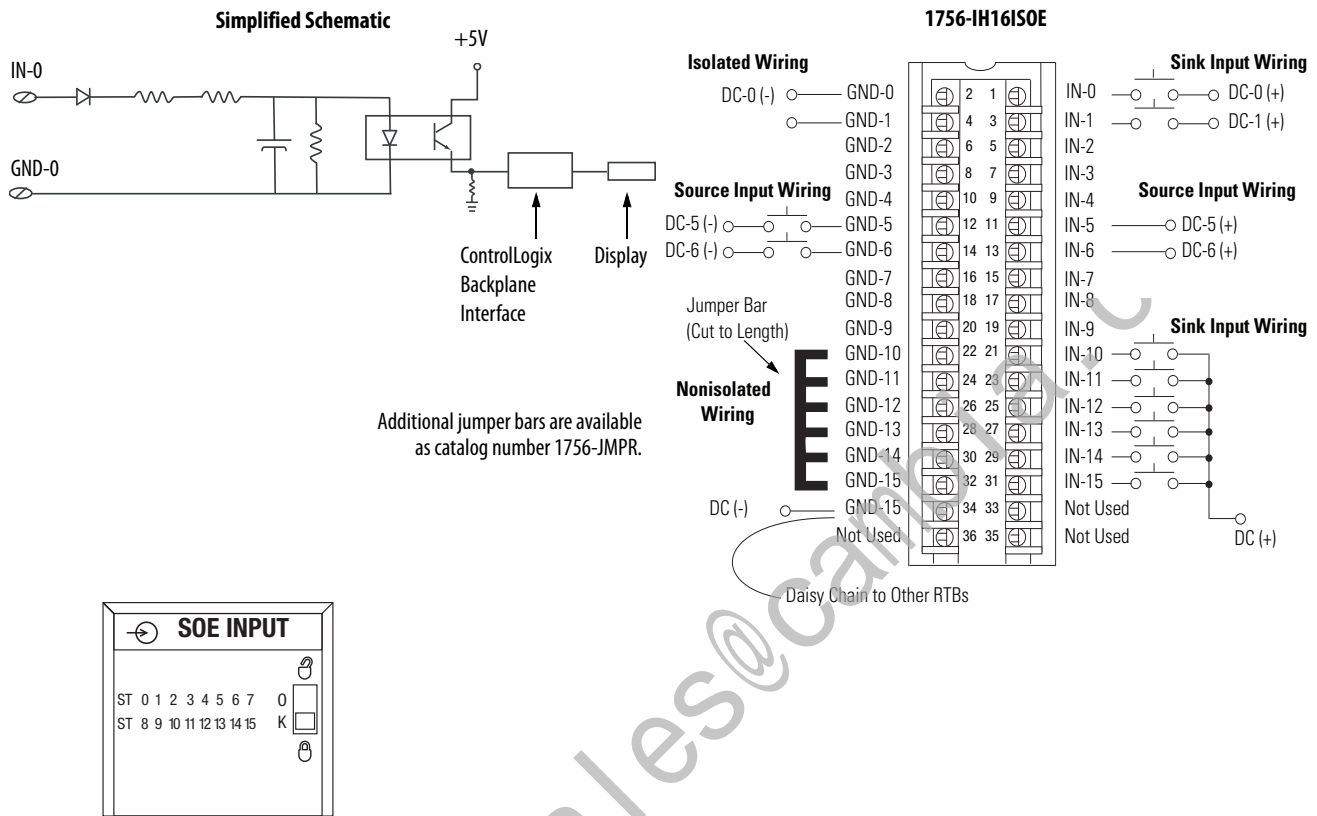 Simplified Schematic
+5V
IN-0
GND-0
ControlLogix
Backplane
Interface
Display
Additional jumper bars are available
as catalog number 1756-JMPR.
1756-IH16ISOE
Isolated Wiring
Sink Input Wiring
DC-0 (-) GND-0 2 1 IN-0 DC-0 (+)
GND-1 4 3 IN-1 DC-1 (+)
GND-2 6 5 IN-2
GND-3 8 7 IN-3
Source Input Wiring
Source Input Wiring
GND-4 10 9 IN-4
DC-5 (-) GND-5 12 11 IN-5 DC-5 (+)
DC-6 (-) GND-6 14 13 IN-6 DC-6 (+)
GND-7 16 15 IN-7
GND-8 18 17 IN-8
Jumper Bar
(Cut to Length)
Sink Input Wiring
GND-9 20 19 IN-9
GND-10 22 21 IN-10
GND-11 24 23 IN-11
Nonisolated
Wiring
GND-12 26 25 IN-12
GND-13 28 27 IN-13
GND-14 30 29 IN-14
GND-15 32 31 IN-15
DC (-) GND-15 34 33 Not Used
Not Used 36 35 Not Used
DC (+)
Daisy Chain to Other RTBs
SOE INPUT
ST 0 1 2 3 4 5 6 7 O
ST 8 9 10 11 12 13 14 15 K
les@cambia.c